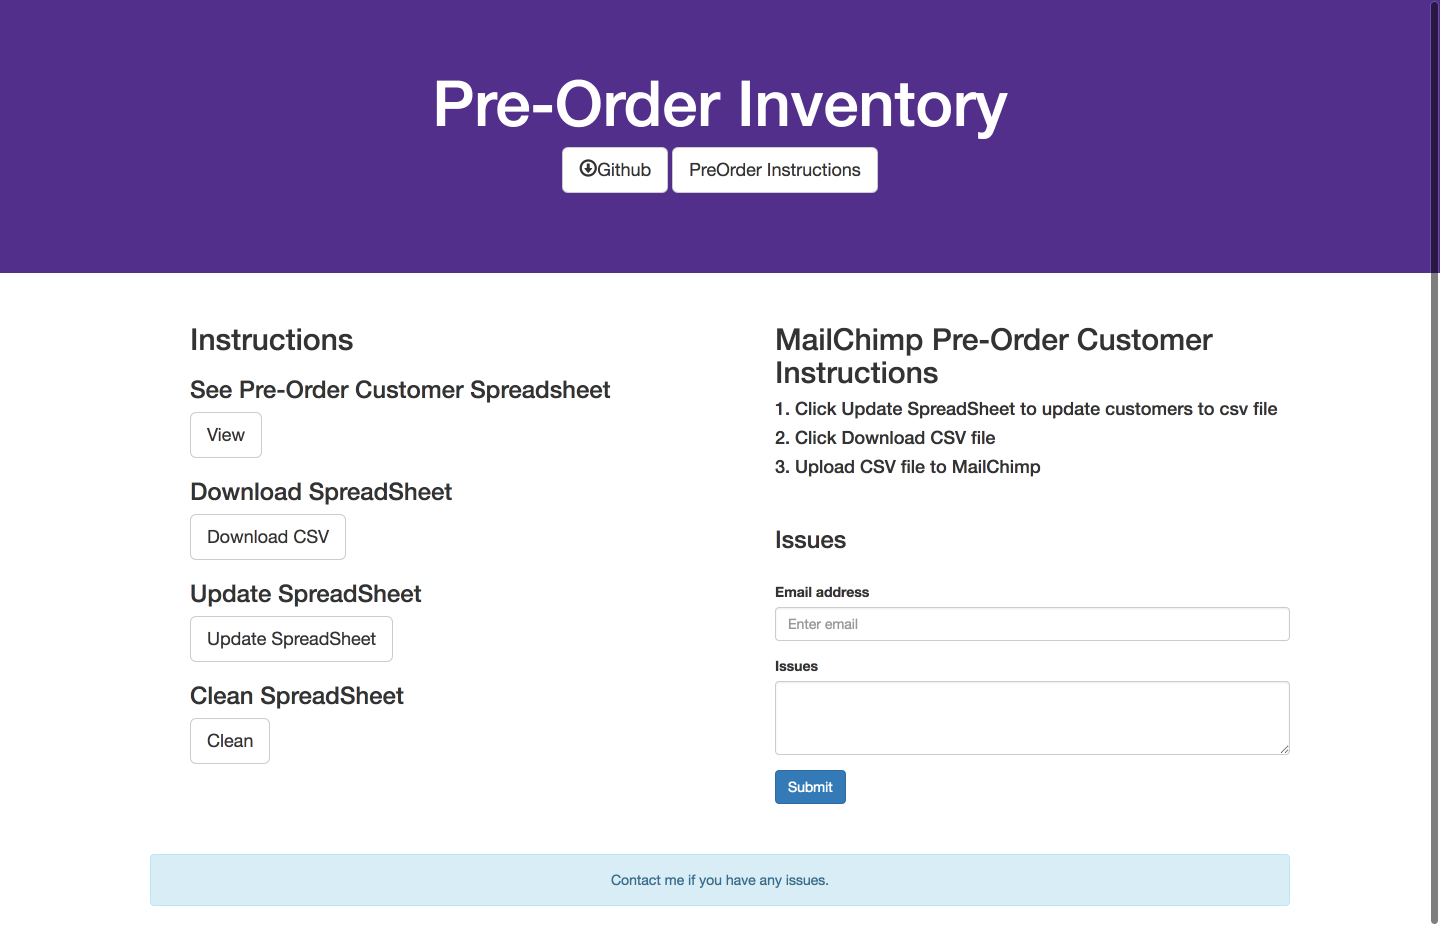 Pre-Order Inventory
Github
PreOrder Instructions
Instructions
See Pre-Order Customer Spreadsheet
View
Download SpreadSheet
Download CSV
Update SpreadSheet
Update SpreadSheet
Clean SpreadSheet
Clean
MailChimp Pre-Order Customer
Instructions
1. Click Update SpreadSheet to update customers to csv file
2. Click Download CSV file
3. Upload CSV file to MailChimp
Issues
Email address
Enter email
Issues
Submit
Contact me if you have any issues.